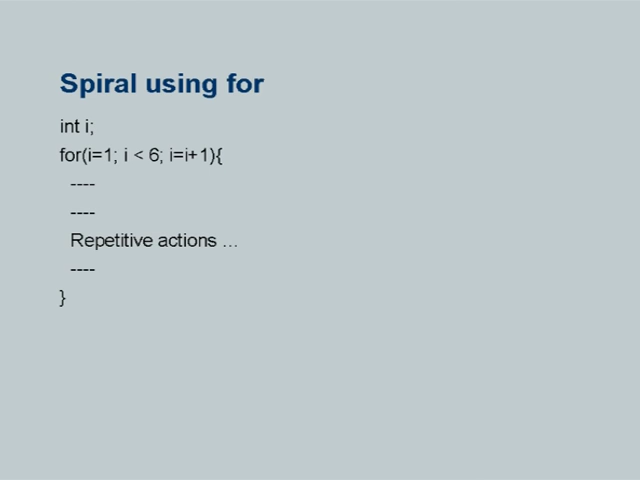 Spiral using for
int i;
for(i=1; i < 6; i=i+1){
----
----
Repetitive actions ...
----
}